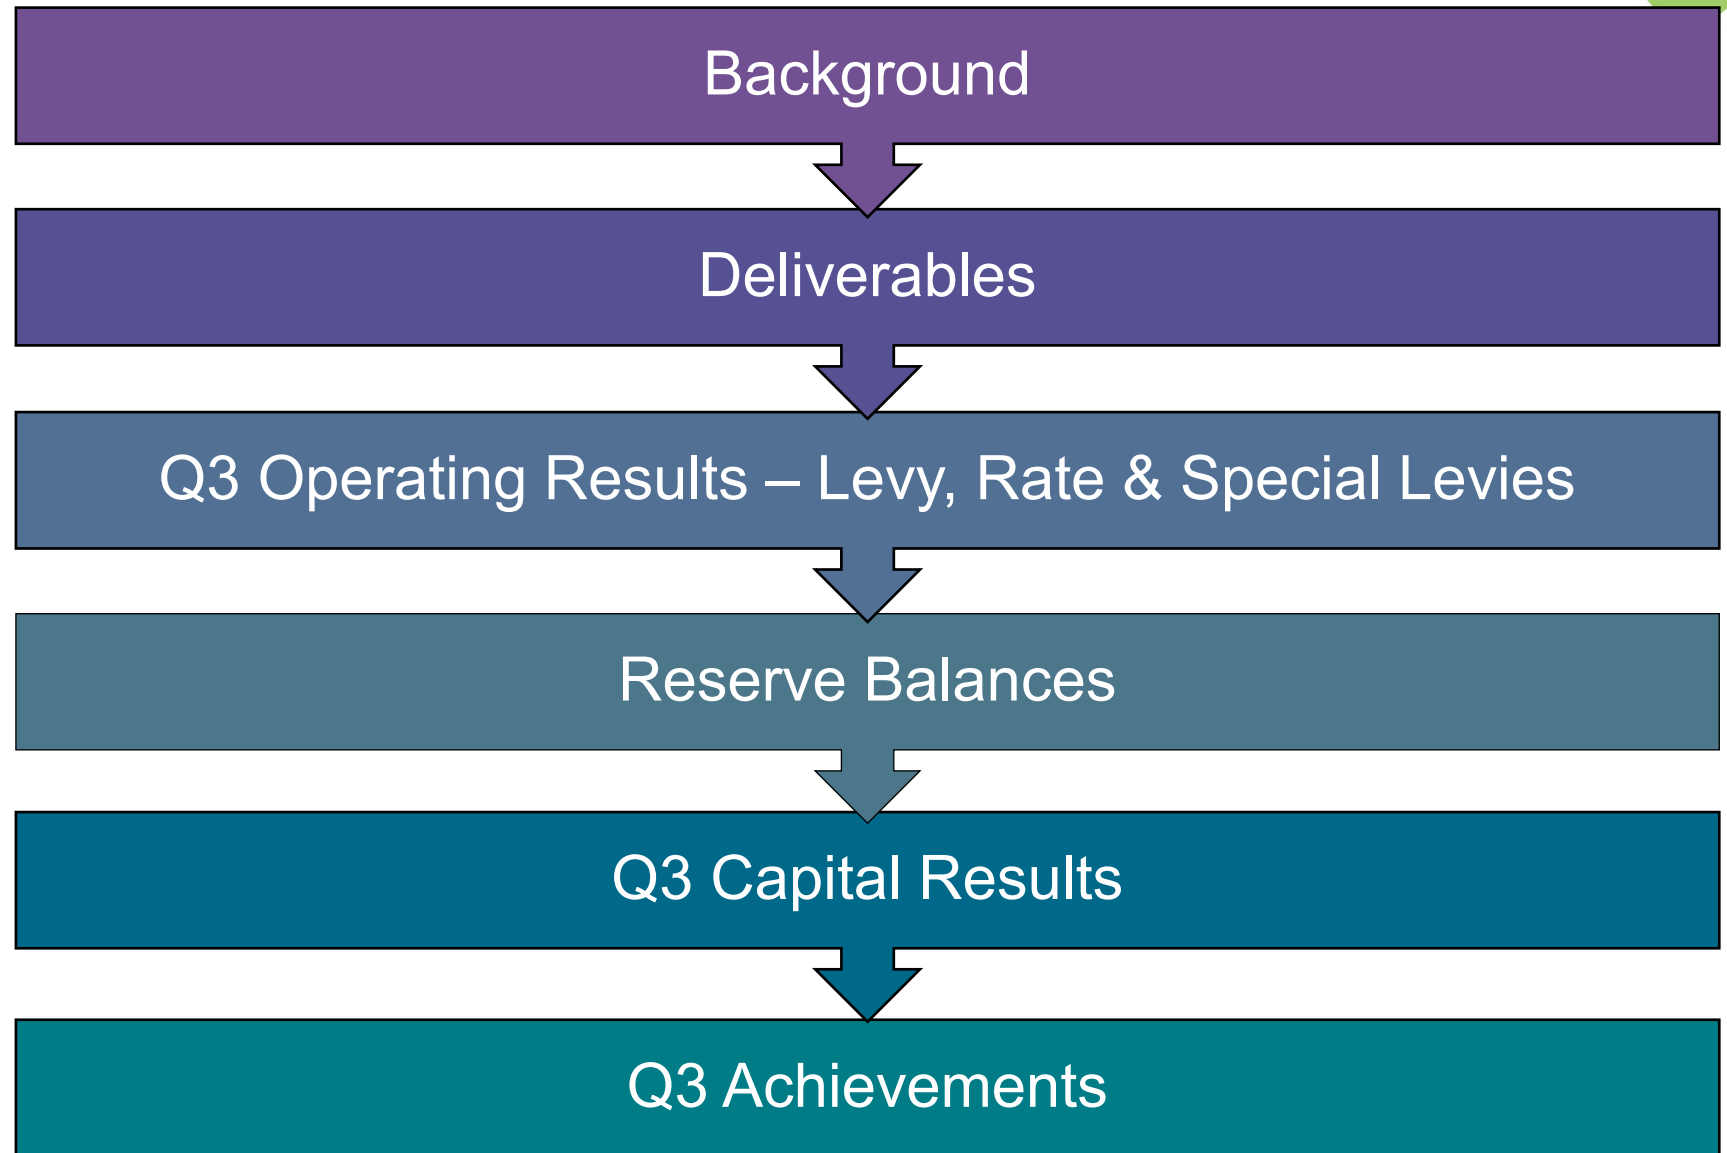 Background
Deliverables
Q3 Operating Results – Levy, Rate & Special Levies
Reserve Balances
Q3 Capital Results
Q3 Achievements